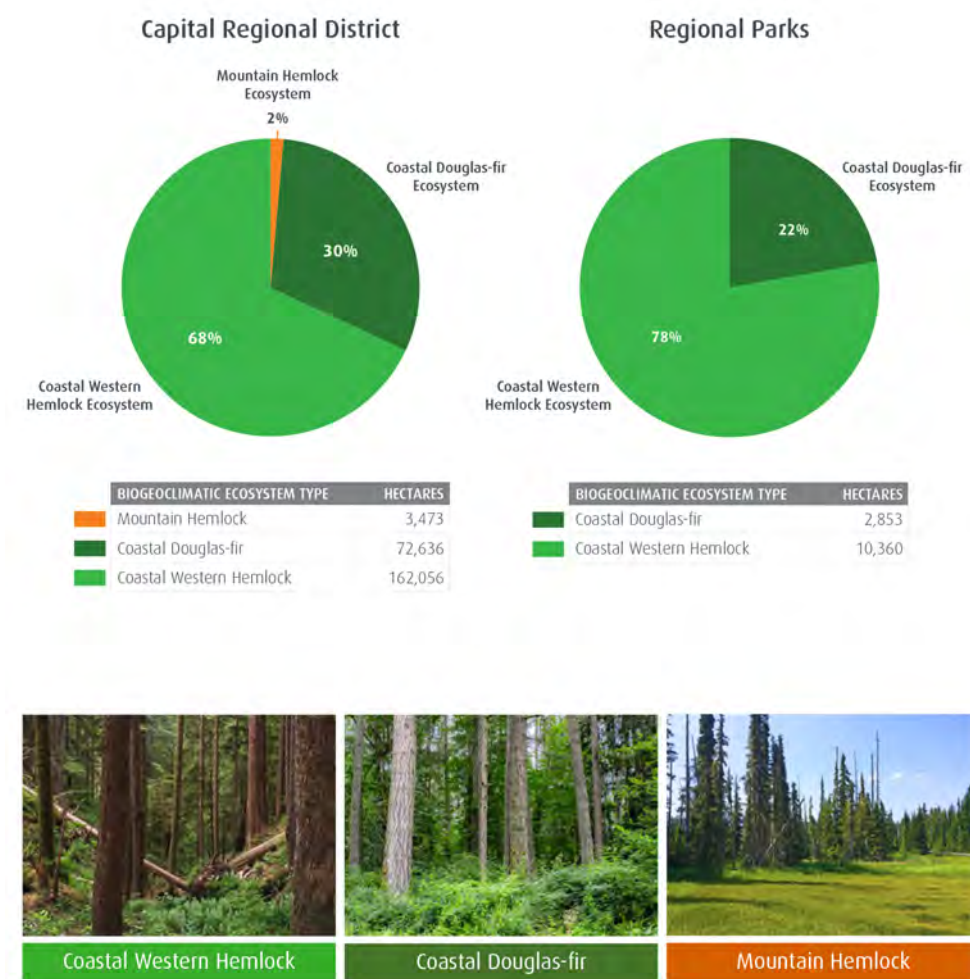 Capital Regional District
Mountain Hemlock
Ecosystem
2%
Coastal Douglas-fir
Ecosystem
30%
68%
Coastal Western
Hemlock Ecosystem
BIOGEOCLIMATIC ECOSYSTEM TYPE HECTARES
Mountain Hemlock 3,473
Coastal Douglas-fir 72,636
Coastal Western Hemlock 162,056
Regional Parks
Coastal Douglas-fir
Ecosystem
22%
78%
Coastal Western
Hemlock Ecosystem
BIOGEOCLIMATIC ECOSYSTEM TYPE HECTARES
Coastal Douglas-fir 2,853
Coastal Western Hemlock 10,360
Coastal Western Hemlock
Coastal Douglas-fir
Mountain Hemlock